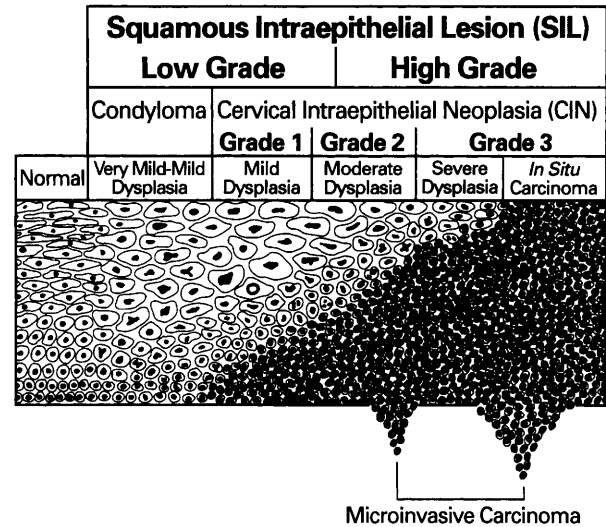 Squamous Intraepithelial Lesion (SIL)
Low Grade High Grade
Condyloma Cervical Intraepithelial Neoplasia (CIN)
Grade 1 Grade 2 Grade 3
Normal Very Mild-Mild Dysplasia Mild Dysplasia Moderate Dysplasia Severe Dysplasia In Situ Carcinoma
Microinvasive Carcinoma